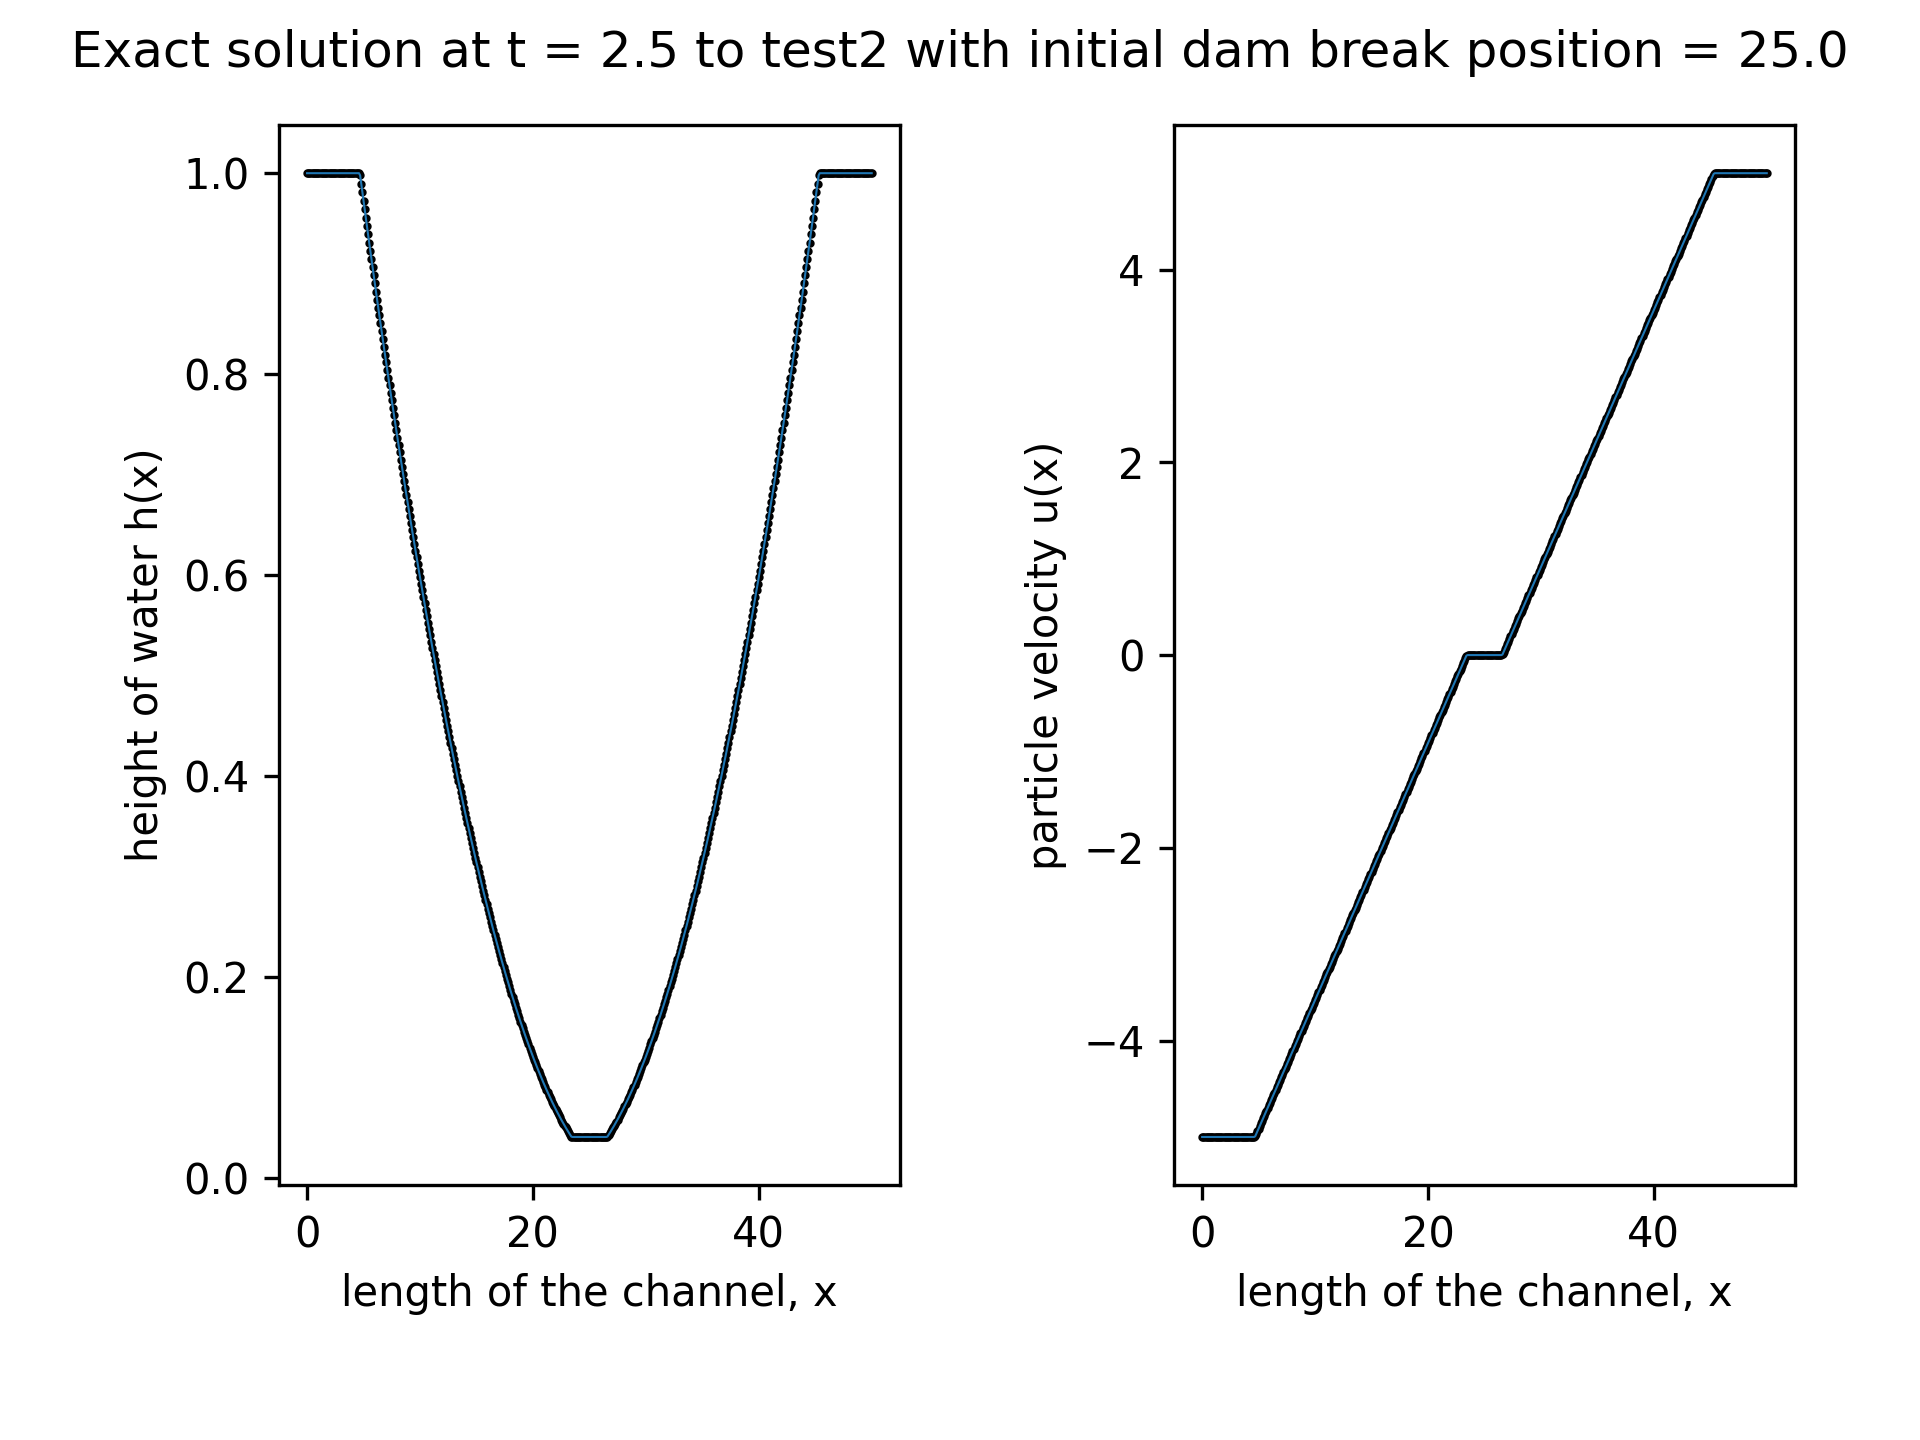 Exact solution at t = 2.5 to test2 with initial dam break position = 25.0
height of water h(x)
1.0
0.8
0.6
0.4
0.2
0.0
0 20 40
length of the channel, x
particle velocity u(x)
4
2
0
−2
−4
0 20 40
length of the channel, x